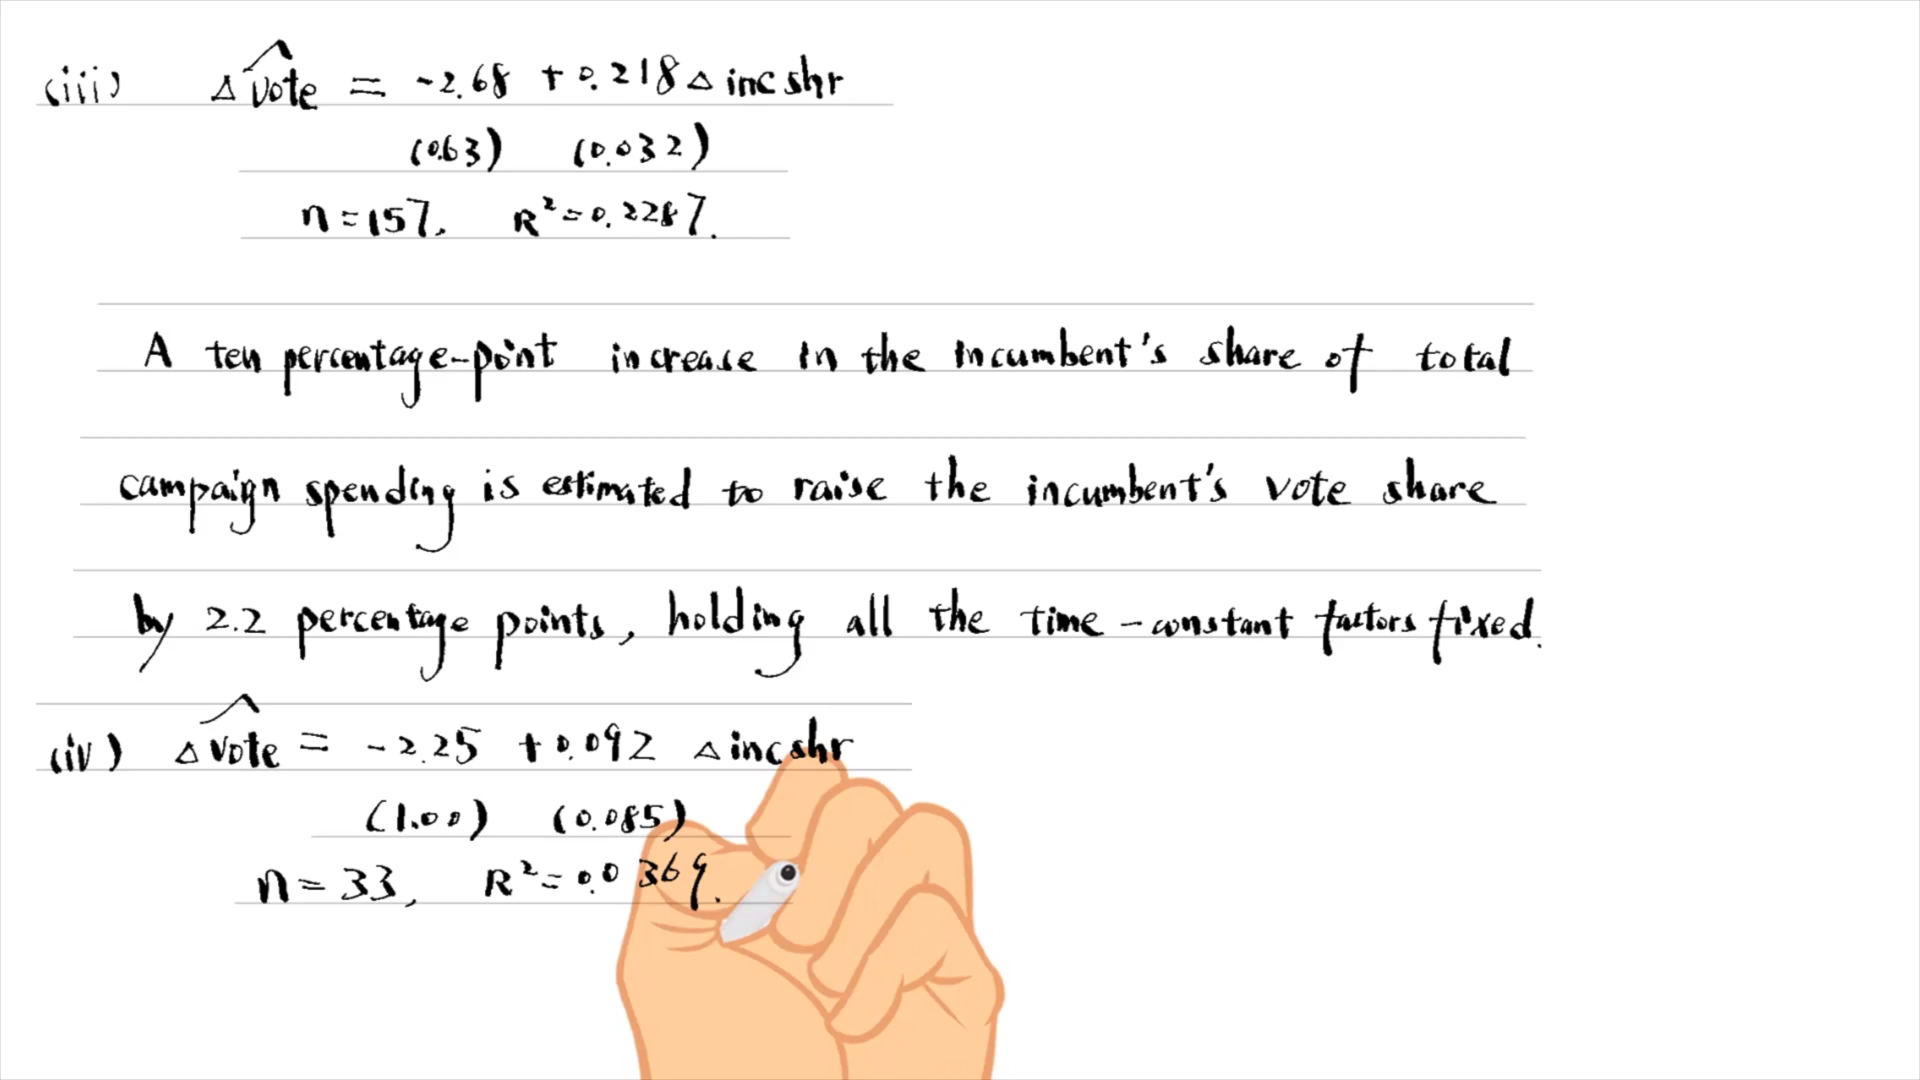 (iii) Δvote^ = -2.68 + 0.218 Δ incshr
(0.63) (0.032)
n = 157, R² = 0.2287.
A ten percentage-point increase in the incumbent's share of total
campaign spending is estimated to raise the incumbent's vote share
by 2.2 percentage points, holding all the time-constant factors fixed.
(iv) Δvote^ = -2.25 + 0.092 Δ incshr
(1.00) (0.085)
n = 33, R² = 0.0369.